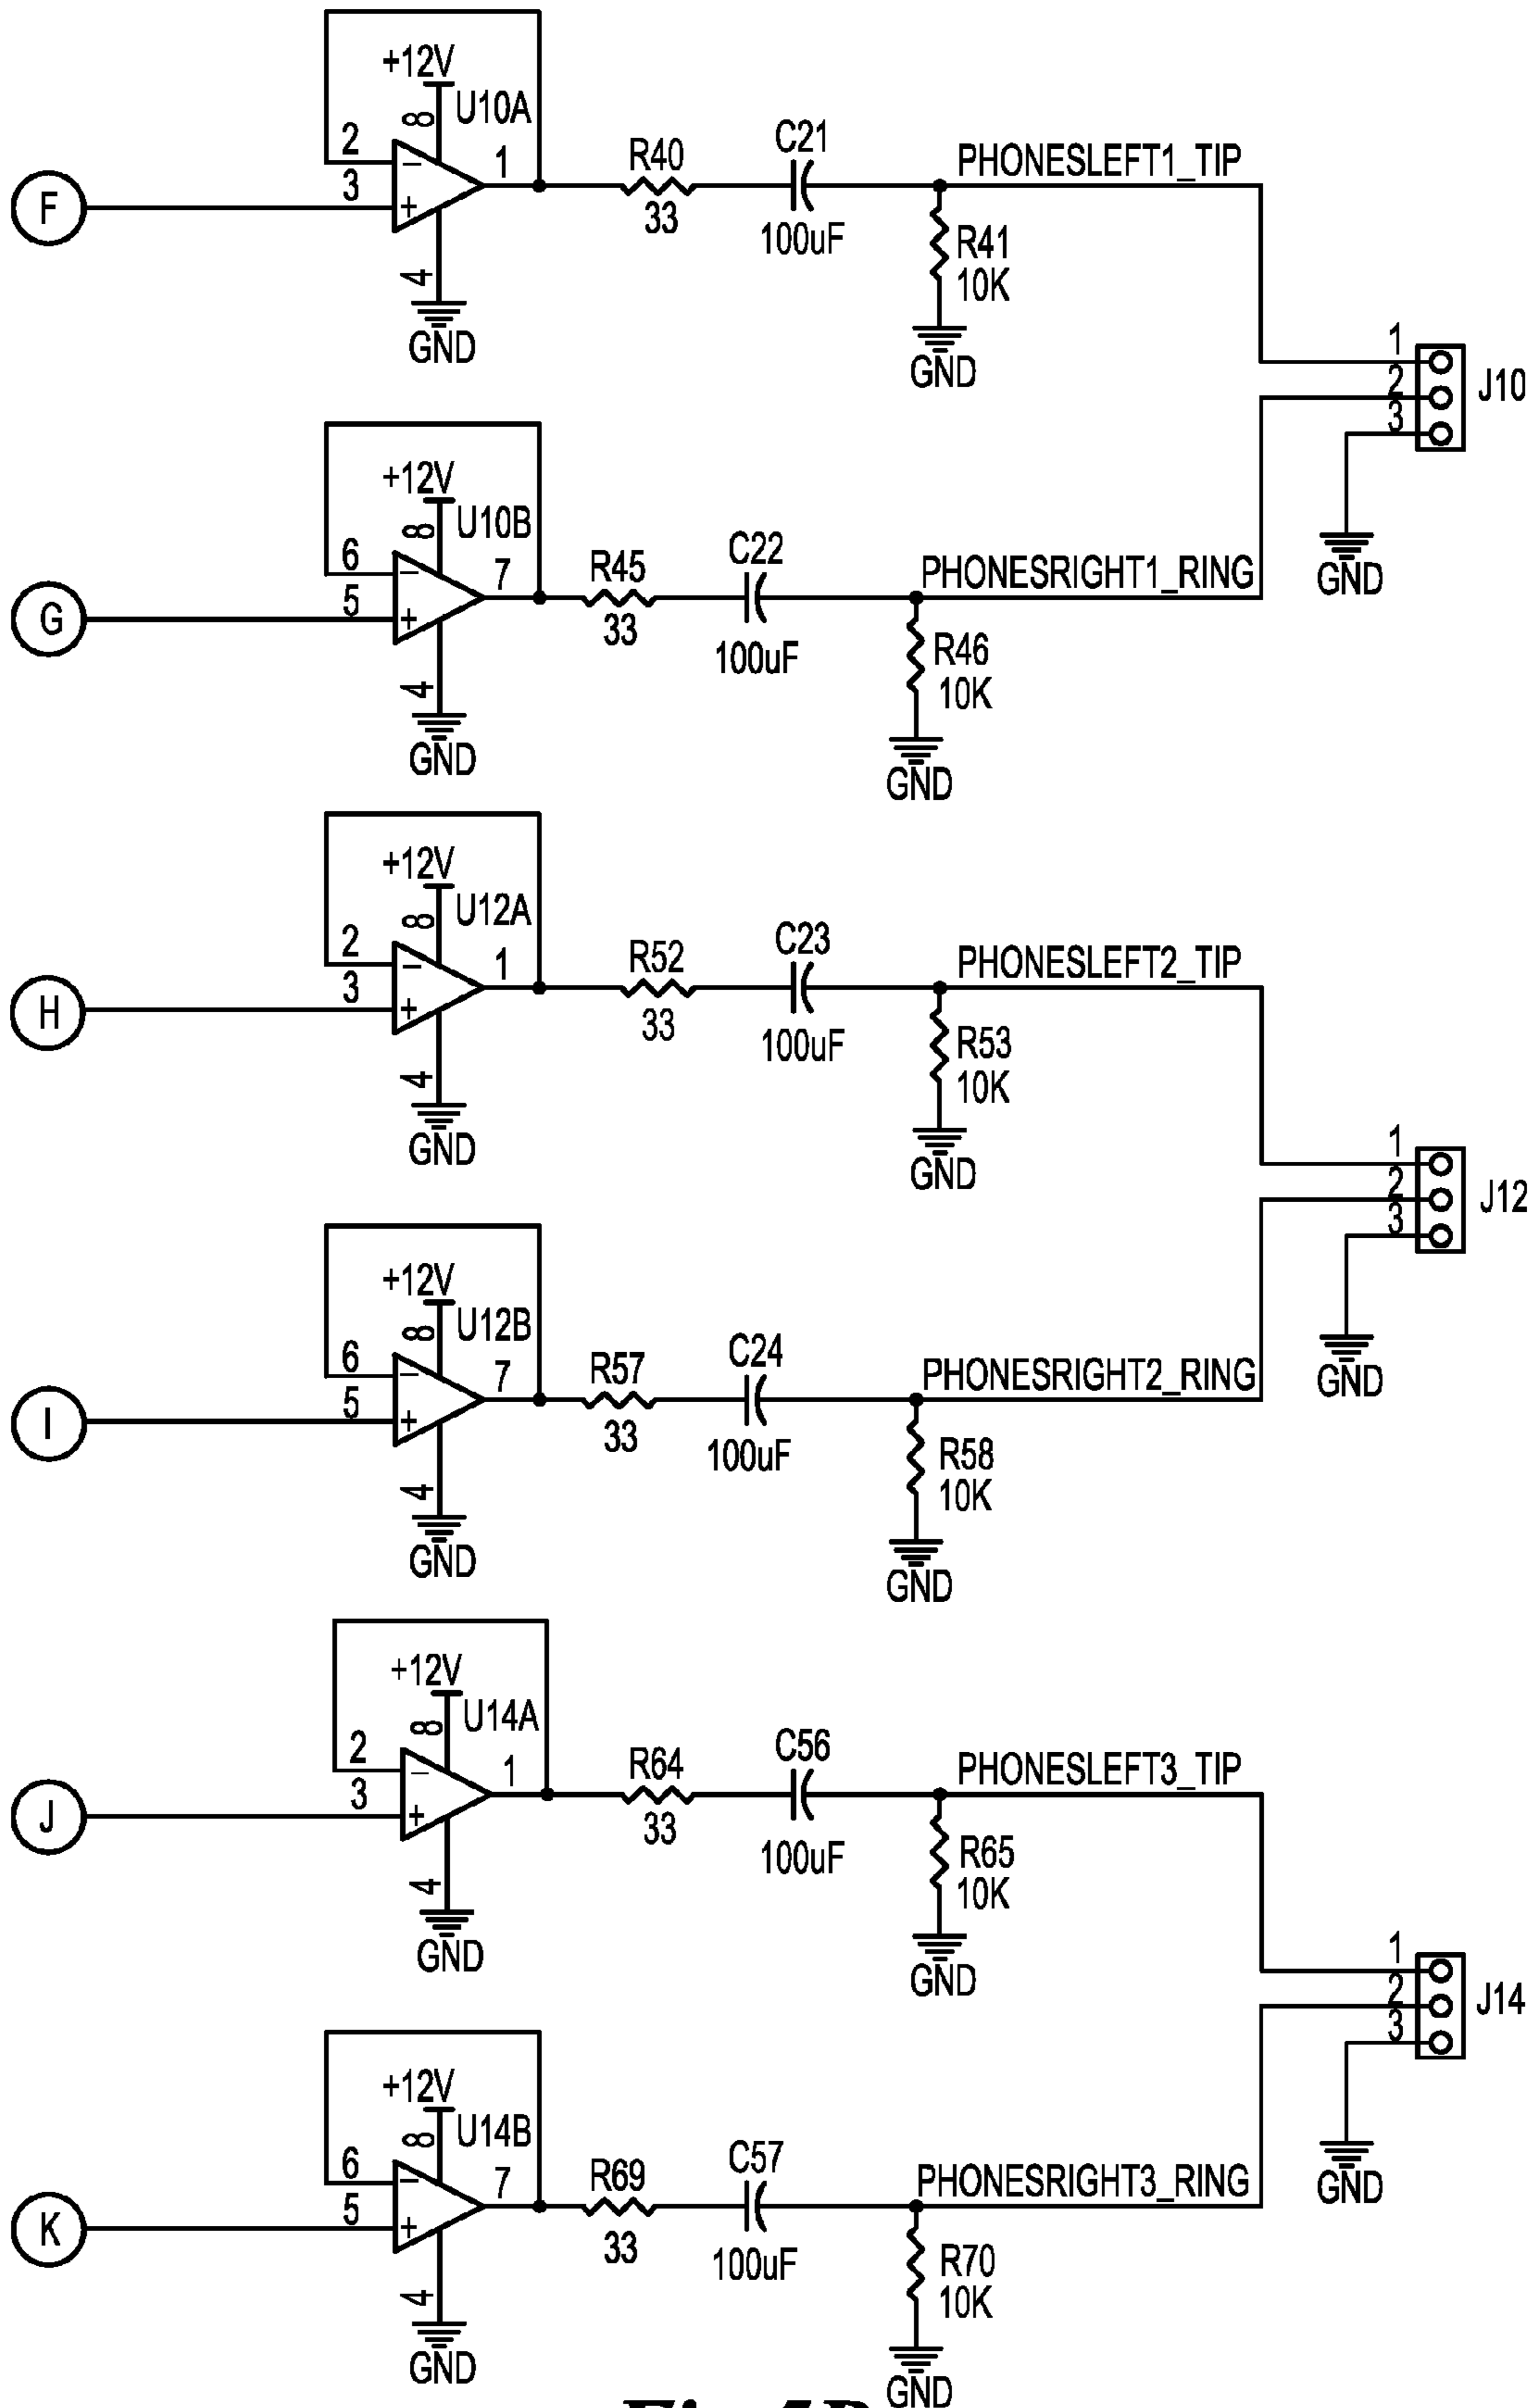 +12V
U10A
8
2
3
1
4
GND
F
R40
33
C21
100uF
PHONESLEFT1_TIP
R41
10K
GND
1
2
3
J10
GND
+12V
U10B
8
6
5
7
4
GND
G
R45
33
C22
100uF
PHONESRIGHT1_RING
R46
10K
GND
+12V
U12A
8
2
3
1
4
GND
H
R52
33
C23
100uF
PHONESLEFT2_TIP
R53
10K
GND
1
2
3
J12
GND
+12V
U12B
8
6
5
7
4
GND
I
R57
33
C24
100uF
PHONESRIGHT2_RING
R58
10K
GND
+12V
U14A
8
2
3
1
4
GND
J
R64
33
C56
100uF
PHONESLEFT3_TIP
R65
10K
GND
1
2
3
J14
GND
+12V
U14B
8
6
5
7
4
GND
K
R69
33
C57
100uF
PHONESRIGHT3_RING
R70
10K
GND